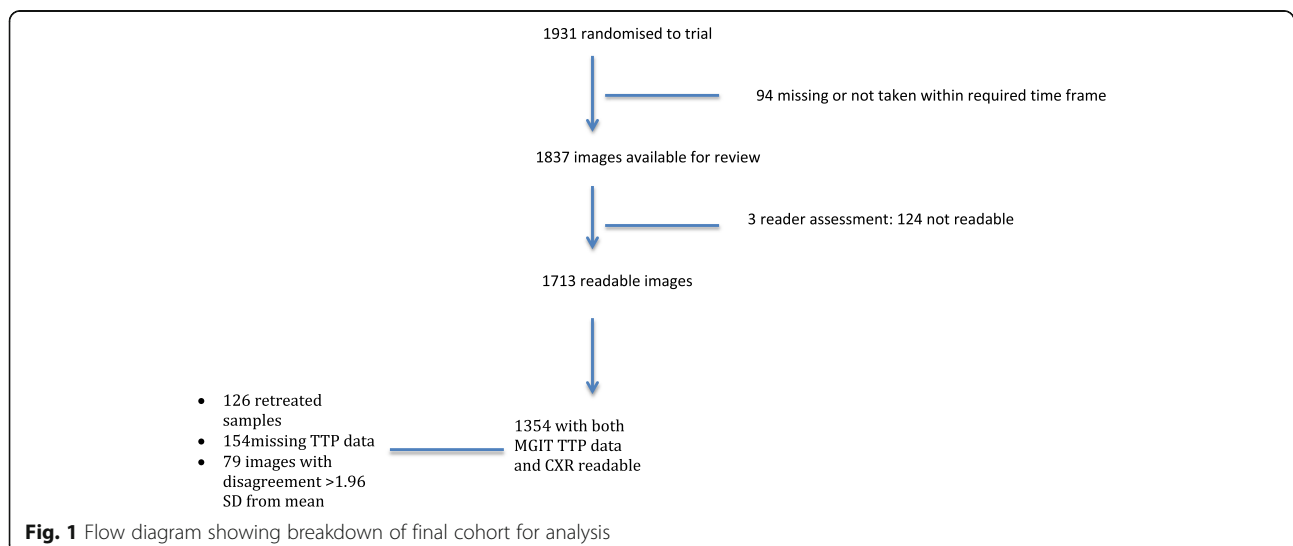 1931 randomised to trial
94 missing or not taken within required time frame
1837 images available for review
3 reader assessment: 124 not readable
1713 readable images
• 126 retreated
samples
• 154missing TTP data
• 79 images with
disagreement >1.96
SD from mean
1354 with both
MGIT TTP data
and CXR readable
Fig. 1 Flow diagram showing breakdown of final cohort for analysis